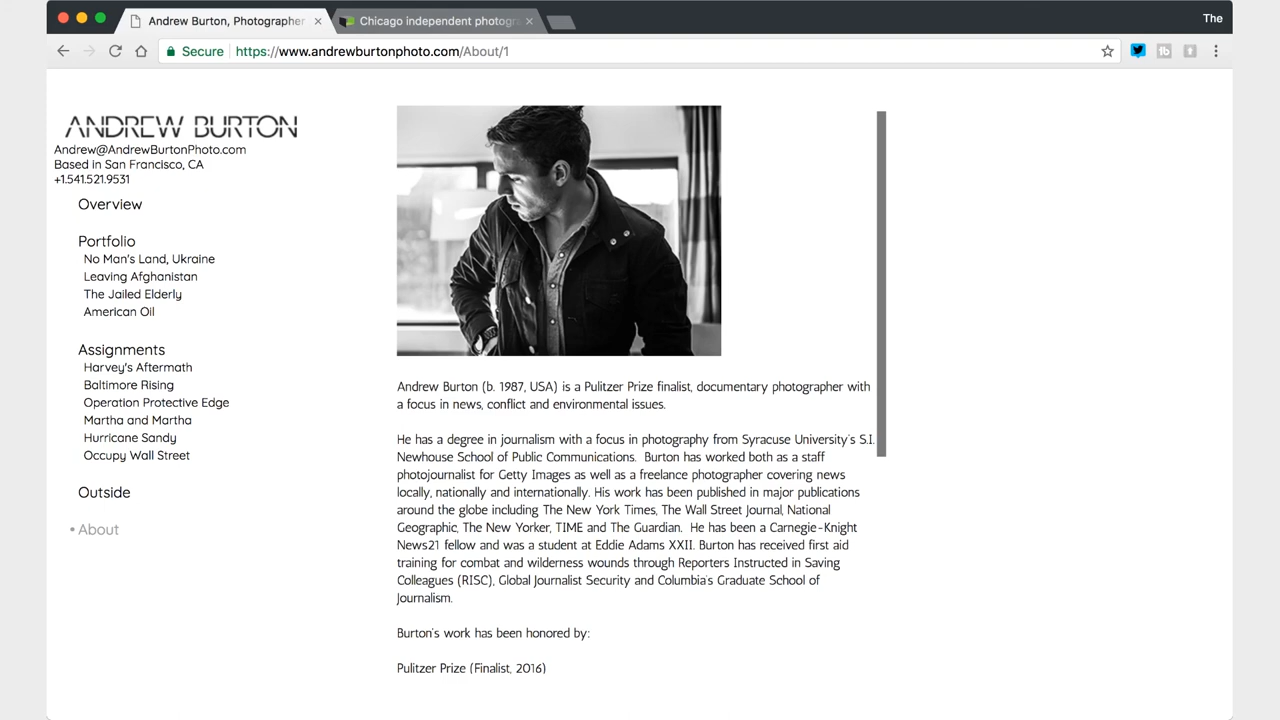 Andrew Burton, Photographer
Chicago independent photogra
The
Secure
https://www.andrewburtonphoto.com/About/1
ANDREW BURTON
Andrew@AndrewBurtonPhoto.com
Based in San Francisco, CA
+1.541.521.9531
Overview
Portfolio
No Man's Land, Ukraine
Leaving Afghanistan
The Jailed Elderly
American Oil
Assignments
Harvey's Aftermath
Baltimore Rising
Operation Protective Edge
Martha and Martha
Hurricane Sandy
Occupy Wall Street
Outside
• About
Andrew Burton (b. 1987, USA) is a Pulitzer Prize finalist, documentary photographer with
a focus in news, conflict and environmental issues.
He has a degree in journalism with a focus in photography from Syracuse University's S.I.
Newhouse School of Public Communications. Burton has worked both as a staff
photojournalist for Getty Images as well as a freelance photographer covering news
locally, nationally and internationally. His work has been published in major publications
around the globe including The New York Times, The Wall Street Journal, National
Geographic, The New Yorker, TIME and The Guardian. He has been a Carnegie-Knight
News21 fellow and was a student at Eddie Adams XXII. Burton has received first aid
training for combat and wilderness wounds through Reporters Instructed in Saving
Colleagues (RISC), Global Journalist Security and Columbia's Graduate School of
Journalism.
Burton's work has been honored by:
Pulitzer Prize (Finalist, 2016)